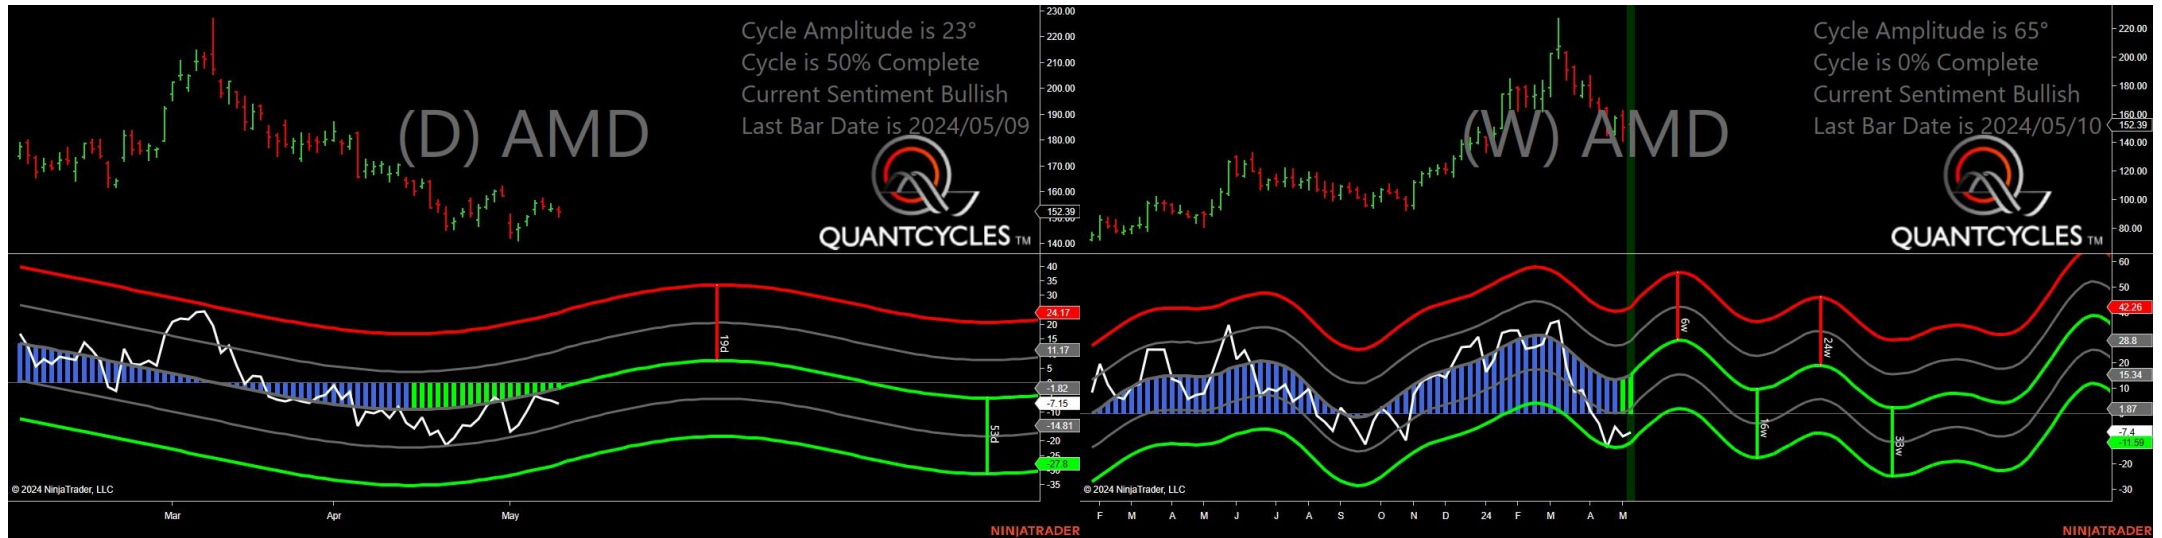 Cycle Amplitude is 23°
Cycle is 50% Complete
Current Sentiment Bullish
Last Bar Date is 2024/05/09
(D) AMD
QUANTCYCLES TM
230.00
220.00
210.00
200.00
190.00
180.00
170.00
160.00
152.39
140.00
40
35
30
24.17
20
15
11.17
5
-1.82
-7.15
-10
-14.81
-20
-27.8
-35
19d
53d
© 2024 NinjaTrader, LLC
Mar
Apr
May
NINJATRADER
Cycle Amplitude is 65°
Cycle is 0% Complete
Current Sentiment Bullish
Last Bar Date is 2024/05/10
(W) AMD
QUANTCYCLES TM
220.00
200.00
180.00
160.00
152.39
140.00
120.00
100.00
80.00
60
50
42.26
28.8
20
15.34
10
1.87
-7.4
-11.59
-20
-30
6w
16w
24w
33w
© 2024 NinjaTrader, LLC
F
M
A
M
J
J
A
S
O
N
D
24
F
M
A
M
NINJATRADER